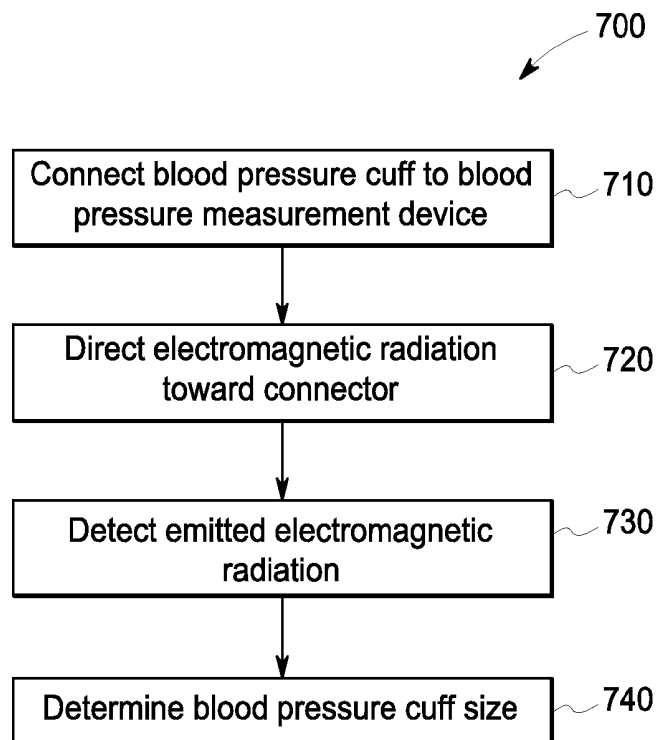 700
Connect blood pressure cuff to blood
pressure measurement device
710
Direct electromagnetic radiation
toward connector
720
Detect emitted electromagnetic
radiation
730
Determine blood pressure cuff size
740